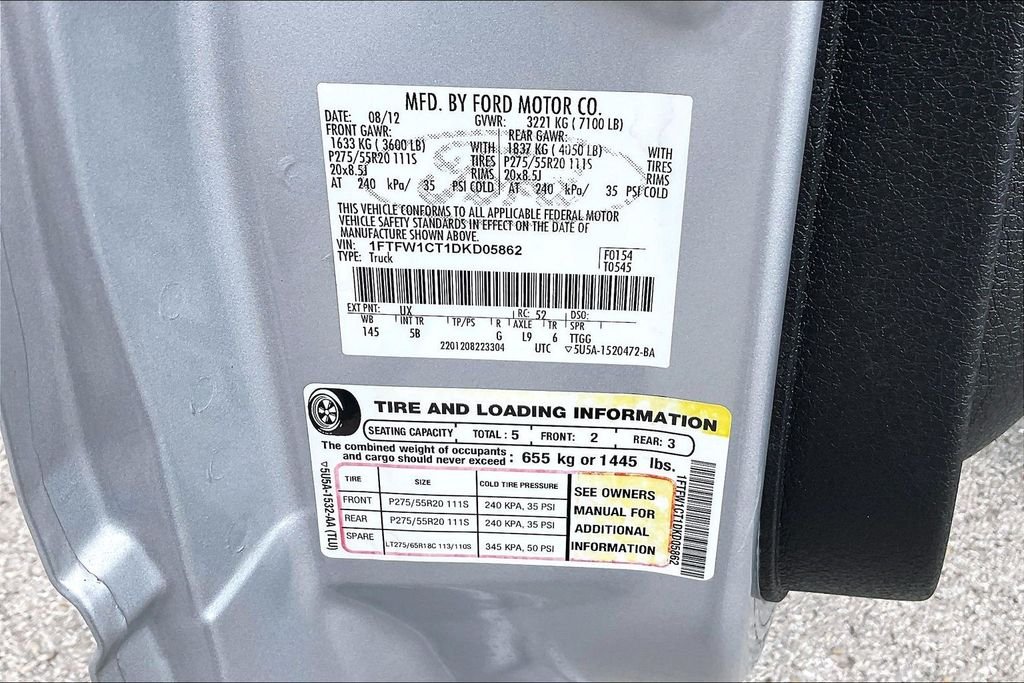 MFD. BY FORD MOTOR CO.
DATE: 08/12 GVWR: 3221 KG ( 7100 LB)
FRONT GAWR: REAR GAWR:
1633 KG ( 3600 LB) WITH 1837 KG ( 4050 LB) WITH
P275/55R20 111S TIRES P275/55R20 111S TIRES
20x8.5J RIMS 20x8.5J RIMS
AT 240 kPa/ 35 PSI COLD AT 240 kPa/ 35 PSI COLD
THIS VEHICLE CONFORMS TO ALL APPLICABLE FEDERAL MOTOR
VEHICLE SAFETY STANDARDS IN EFFECT ON THE DATE OF
MANUFACTURE SHOWN ABOVE.
VIN: 1FTFW1CT1DKD05862 F0154
TYPE: Truck T0545
EXT PNT: UX RC: 52 DSO:
WB INT TR TP/PS R AXLE TR SPR
145 5B G L9 6 TTGG
2201208223304 UTC ▽5U5A-1520472-BA
TIRE AND LOADING INFORMATION
SEATING CAPACITY TOTAL : 5 FRONT: 2 REAR: 3
The combined weight of occupants
and cargo should never exceed : 655 kg or 1445 lbs.
TIRE SIZE COLD TIRE PRESSURE
FRONT P275/55R20 111S 240 KPA, 35 PSI
REAR P275/55R20 111S 240 KPA, 35 PSI
SPARE LT275/65R18C 113/110S 345 KPA, 50 PSI
SEE OWNERS
MANUAL FOR
ADDITIONAL
INFORMATION
▽5U5A-1532-AA (TLU)
1FTFW1CT1DKD05862